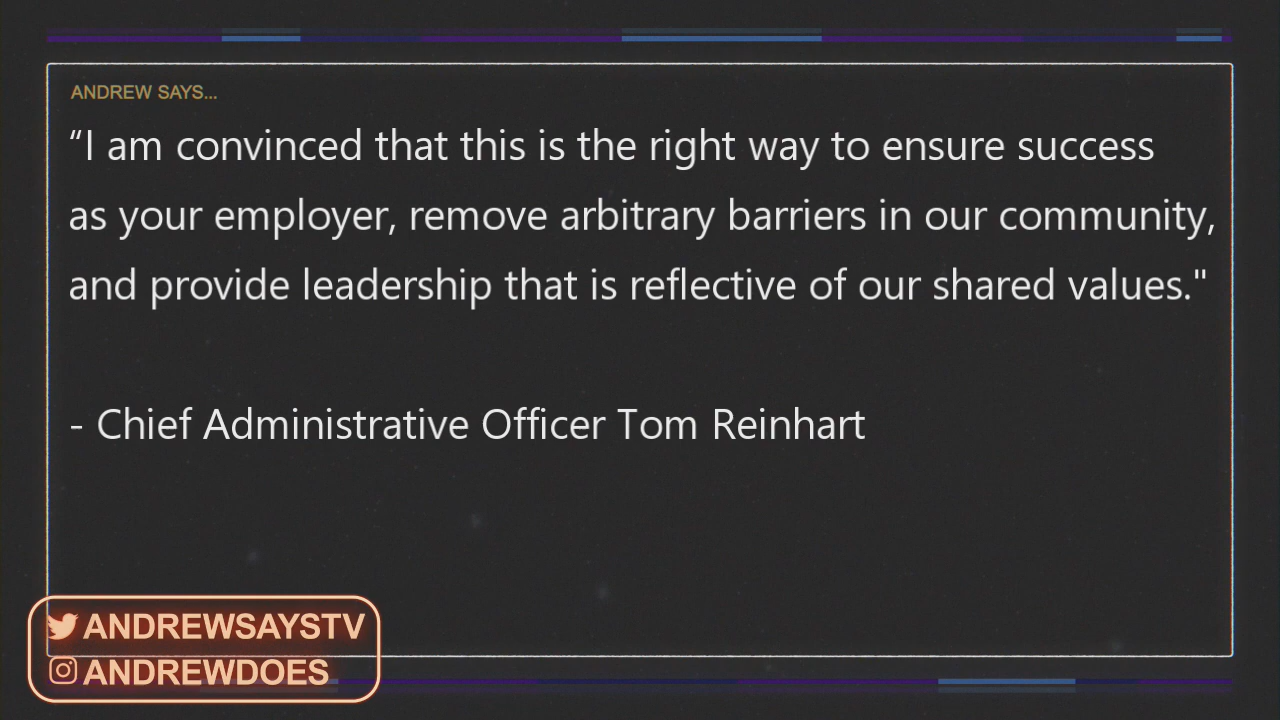 ANDREW SAYS...
“I am convinced that this is the right way to ensure success
as your employer, remove arbitrary barriers in our community,
and provide leadership that is reflective of our shared values."
- Chief Administrative Officer Tom Reinhart
ANDREWSAYSTV
ANDREWDOES